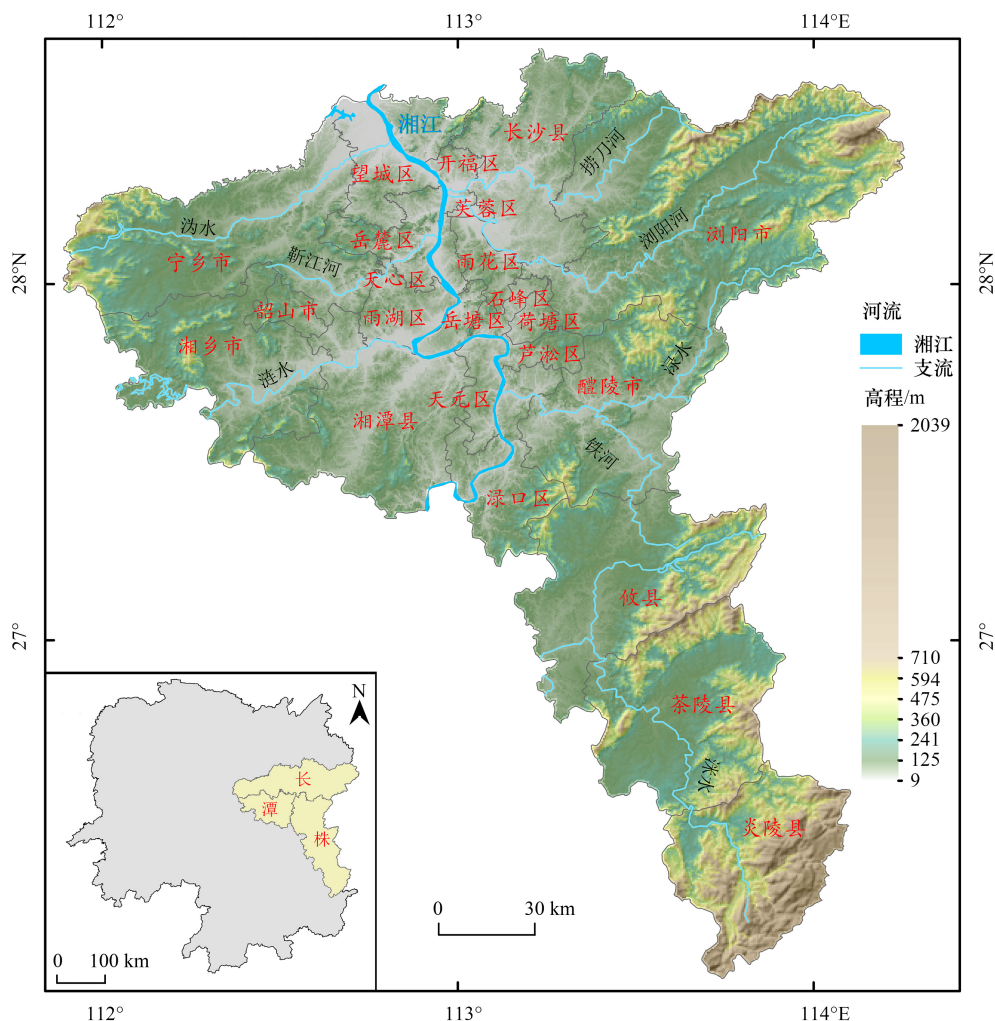 112°
113°
114°E
湘江
长沙县
捞刀河
开福区
望城区
芙蓉区
沩水
浏阳河
浏阳市
岳麓区
宁乡市
靳江河
雨花区
天心区
28°N
28°N
石峰区
韶山市
雨湖区
岳塘区
荷塘区
河流
湘乡市
芦淞区
湘江
涟水
渌水
支流
醴陵市
天元区
高程/m
湘潭县
2039
铁河
渌口区
攸县
27°
27°
710
594
475
茶陵县
360
241
125
洣水
9
炎陵县
N
长
潭
株
0
30 km
0
100 km
112°
113°
114°E